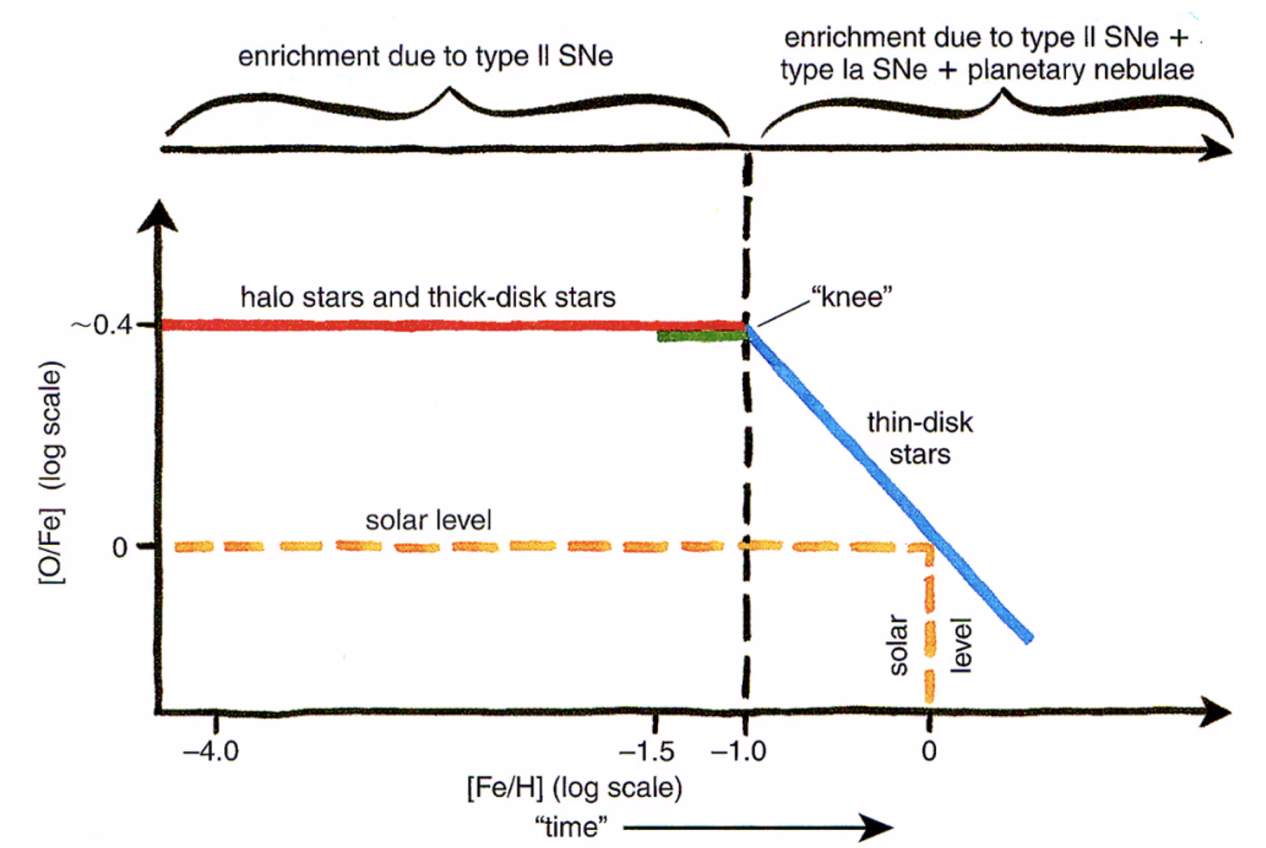 enrichment due to type II SNe
enrichment due to type II SNe +
type Ia SNe + planetary nebulae
halo stars and thick-disk stars
“knee”
~0.4
thin-disk
stars
[O/Fe] (log scale)
solar level
0
solar
level
–4.0
–1.5
–1.0
0
[Fe/H] (log scale)
“time”